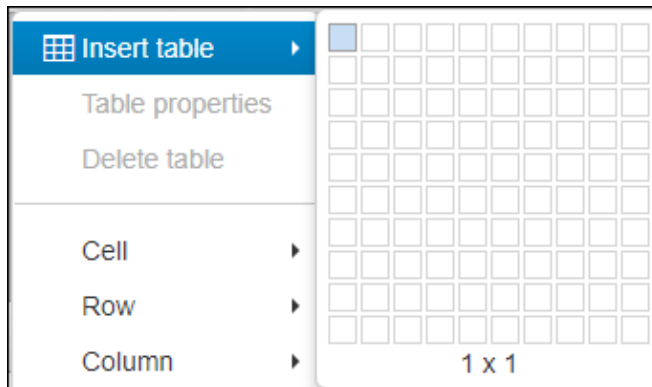 Insert table
Table properties
Delete table
Cell
Row
Column
1 x 1